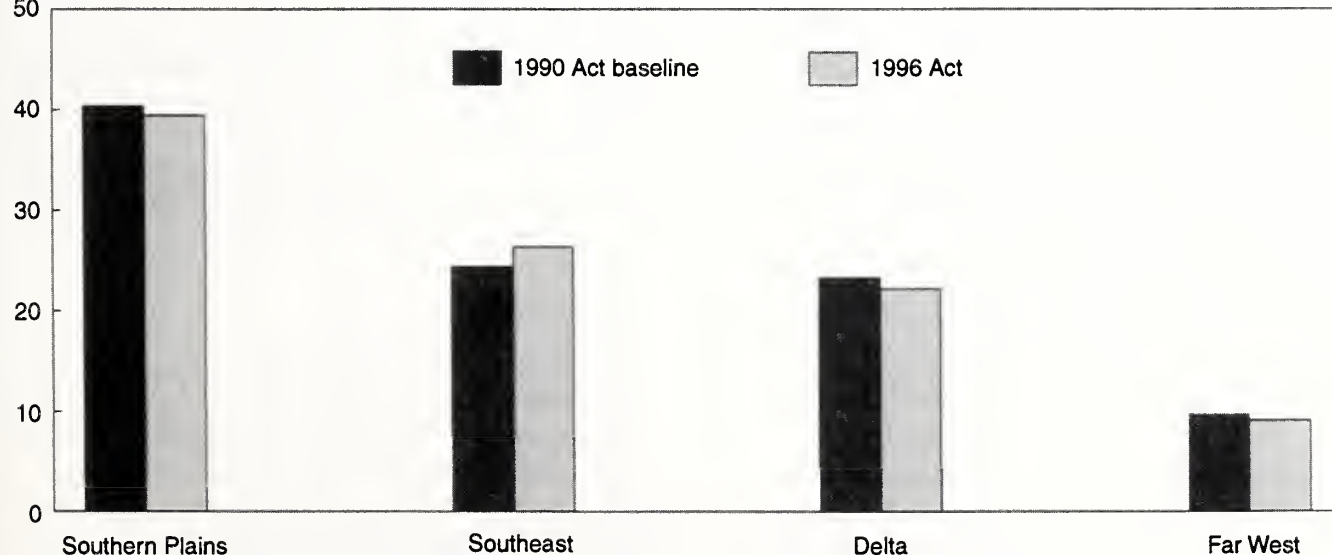 50
1990 Act baseline
1996 Act
40
30
20
10
0
Southern Plains
Southeast
Delta
Far West